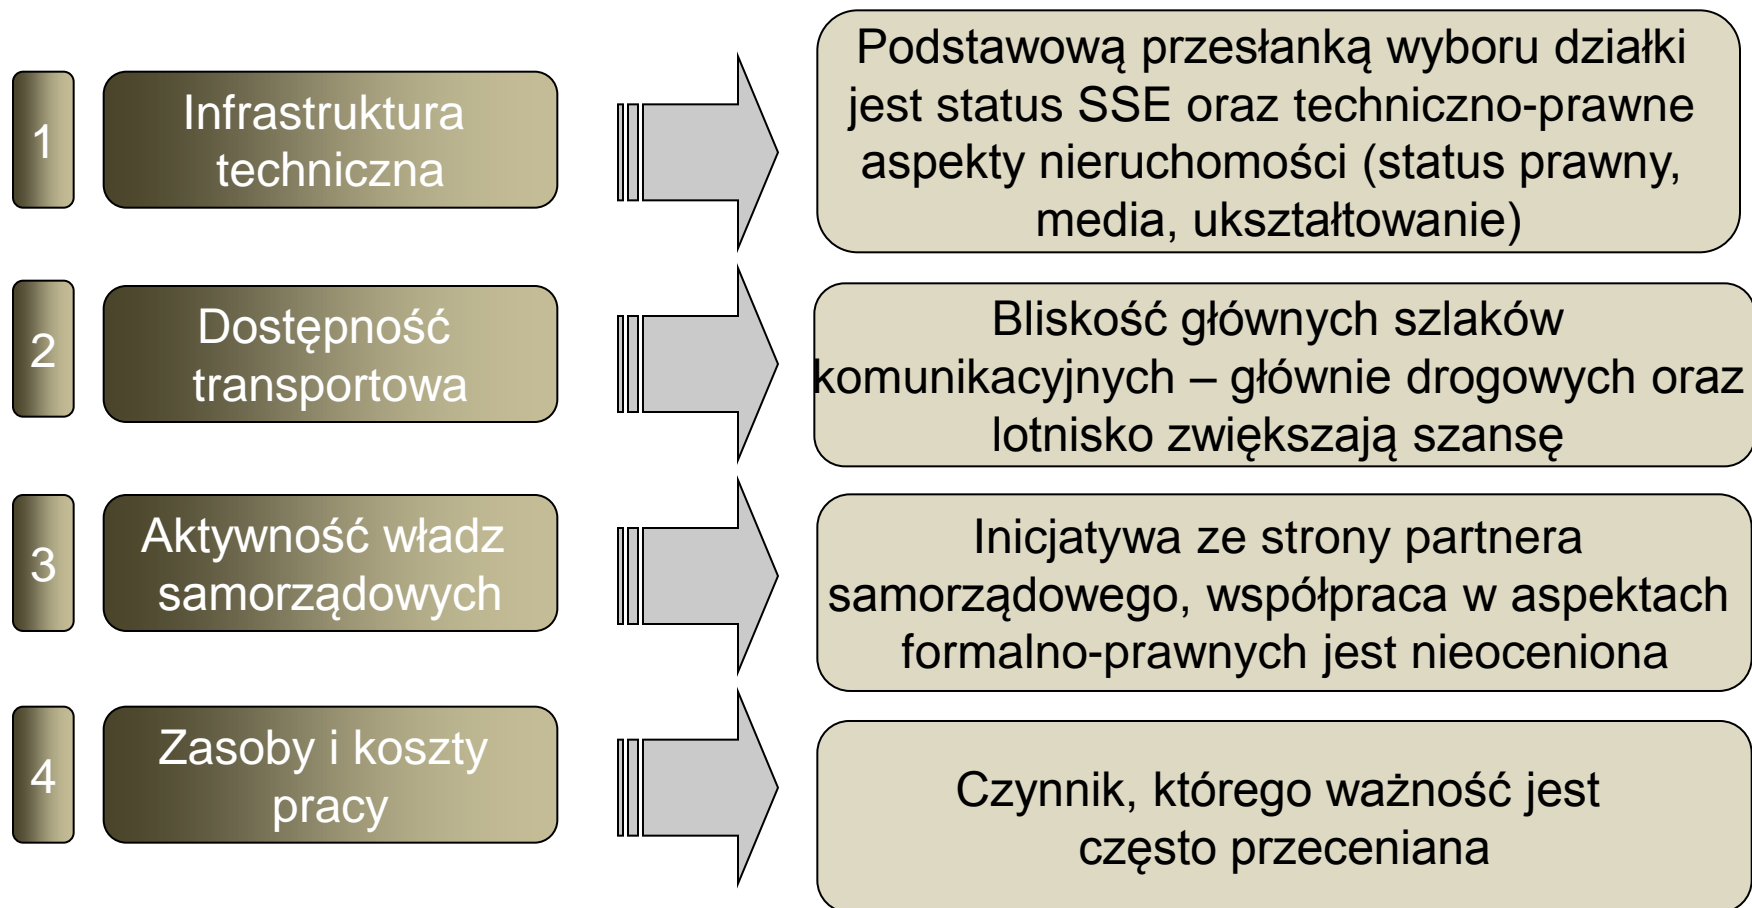 1
Infrastruktura
techniczna
Podstawową przesłanką wyboru działki
jest status SSE oraz techniczno-prawne
aspekty nieruchomości (status prawny,
media, ukształtowanie)
2
Dostępność
transportowa
Bliskość głównych szlaków
komunikacyjnych – głównie drogowych oraz
lotnisko zwiększają szansę
3
Aktywność władz
samorządowych
Inicjatywa ze strony partnera
samorządowego, współpraca w aspektach
formalno-prawnych jest nieoceniona
4
Zasoby i koszty
pracy
Czynnik, którego ważność jest
często przeceniana